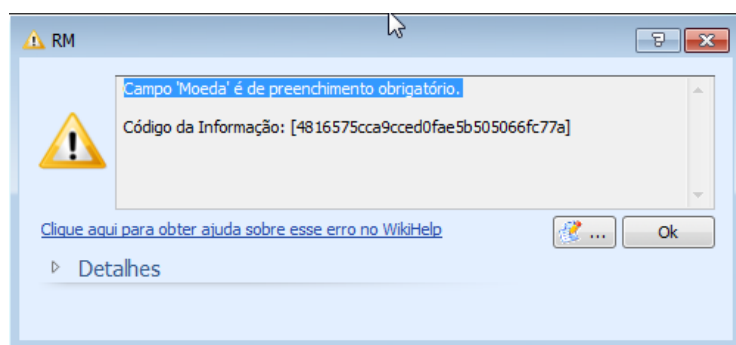 RM
Campo 'Moeda' é de preenchimento obrigatório.
Código da Informação: [4816575cca9cced0fae5b505066fc77a]
Clique aqui para obter ajuda sobre esse erro no WikiHelp
...
Ok
Detalhes